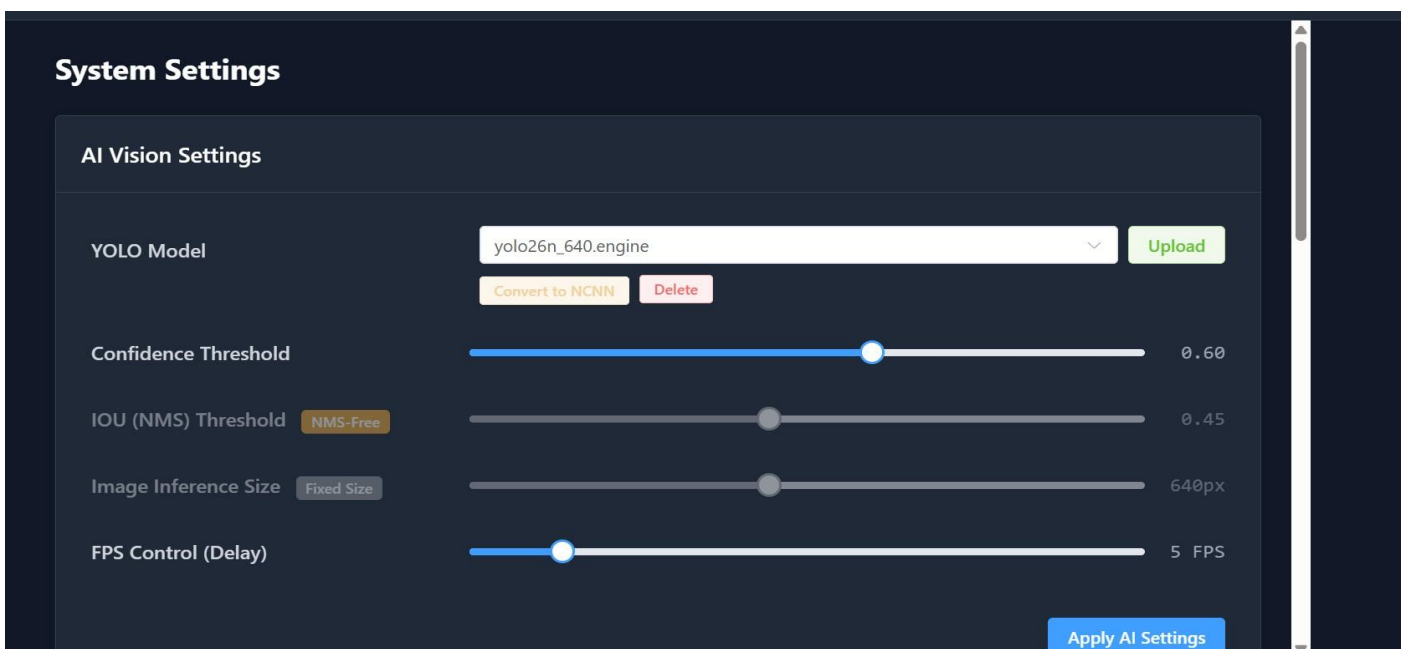 System Settings
AI Vision Settings
YOLO Model
yolo26n_640.engine
Upload
Convert to NCNN
Delete
Confidence Threshold
0.60
IOU (NMS) Threshold NMS-Free
0.45
Image Inference Size Fixed Size
640px
FPS Control (Delay)
5 FPS
Apply AI Settings